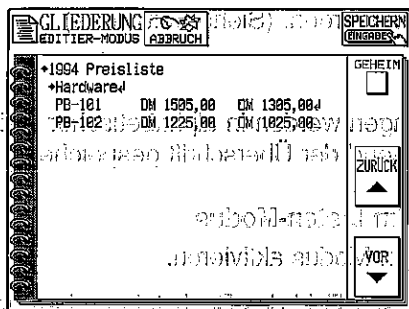 GLIEDERUNG
EDITIER-MODUS
ABBRUCH
SPEICHERN
EINGABE
◆1994 Preisliste
◆Hardware↲
PB-101 DM 1505,00 DM 1305,00↲
PB-102 DM 1225,00 DM 1025,00↲
GEHEIM
ZURÜCK
VOR